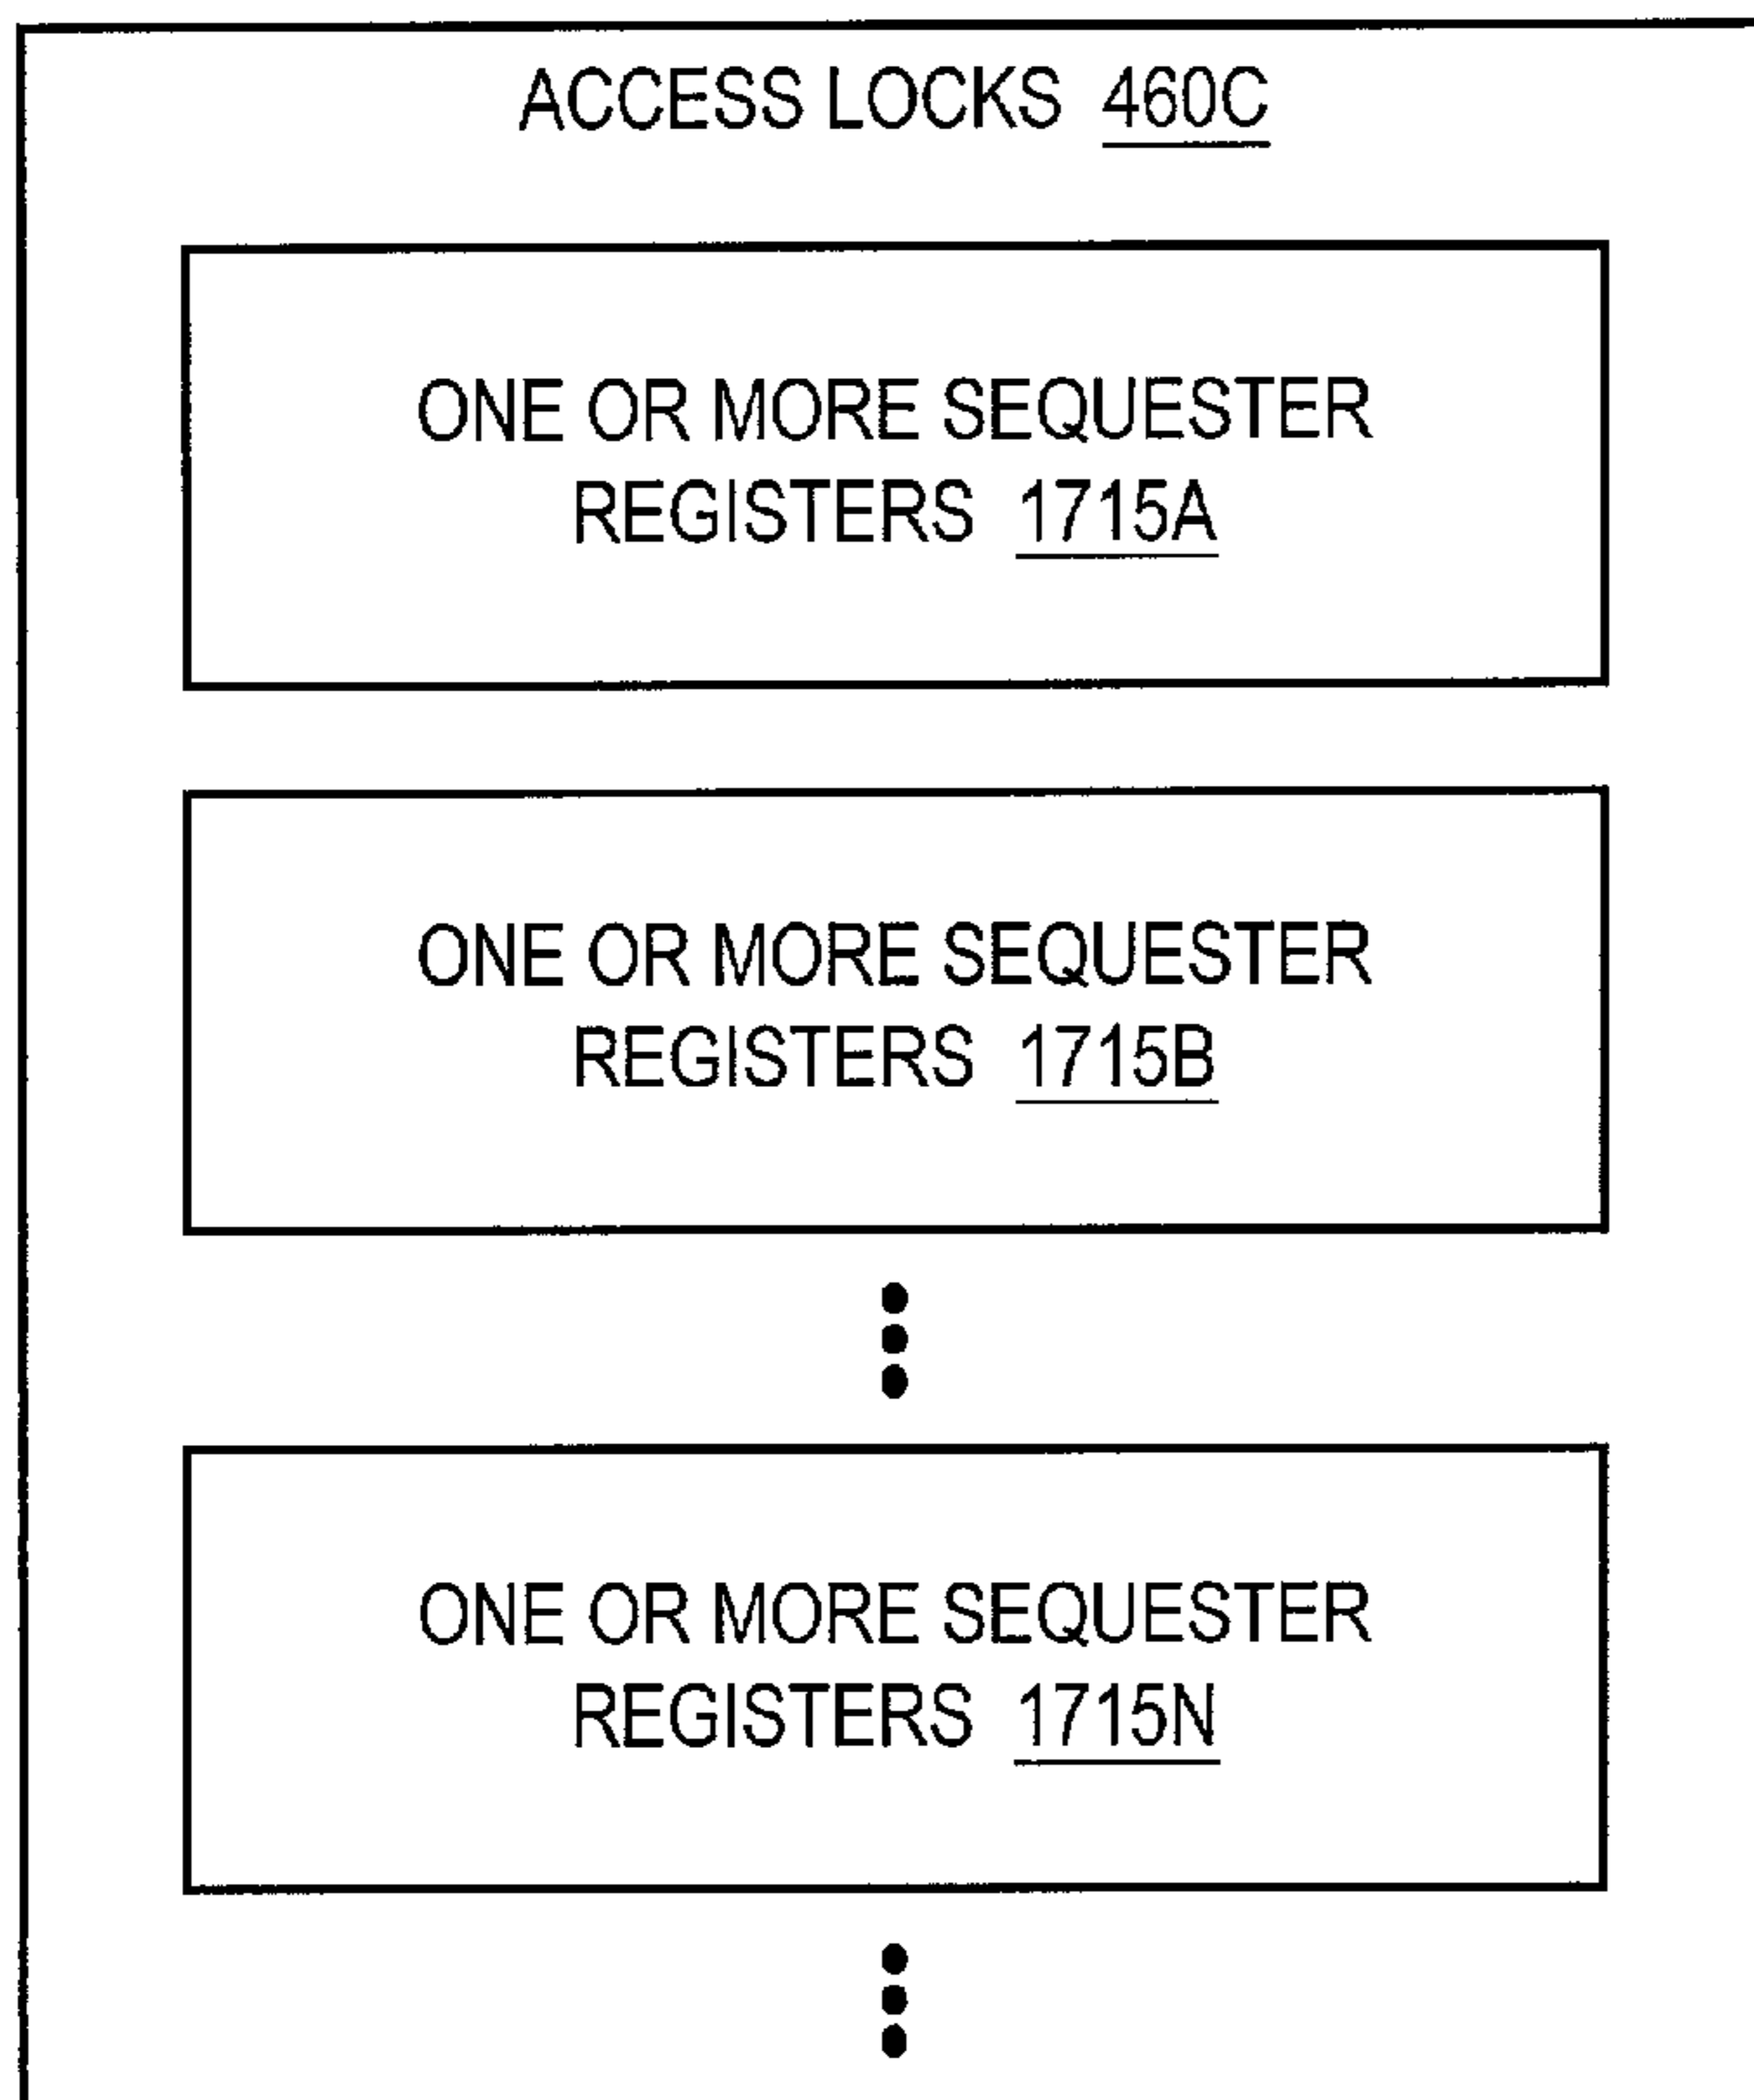 ACCESS LOCKS 460C
ONE OR MORE SEQUESTER
REGISTERS 1715A
ONE OR MORE SEQUESTER
REGISTERS 1715B
ONE OR MORE SEQUESTER
REGISTERS 1715N